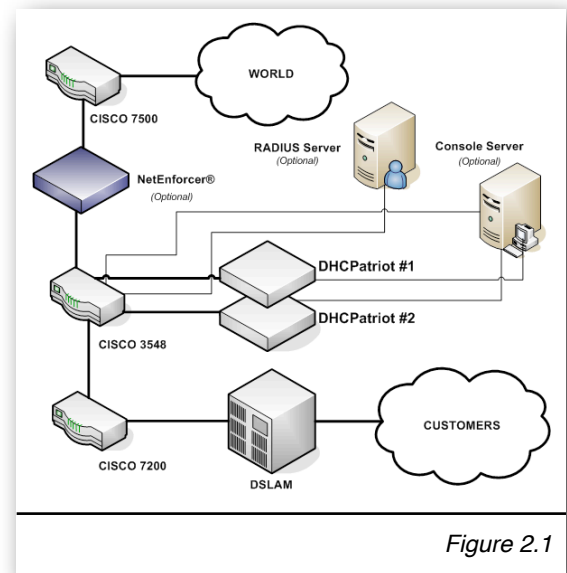 WORLD
CISCO 7500
RADIUS Server
(Optional)
Console Server
(Optional)
NetEnforcer®
(Optional)
DHCPatriot #1
DHCPatriot #2
CISCO 3548
CUSTOMERS
CISCO 7200
DSLAM
Figure 2.1